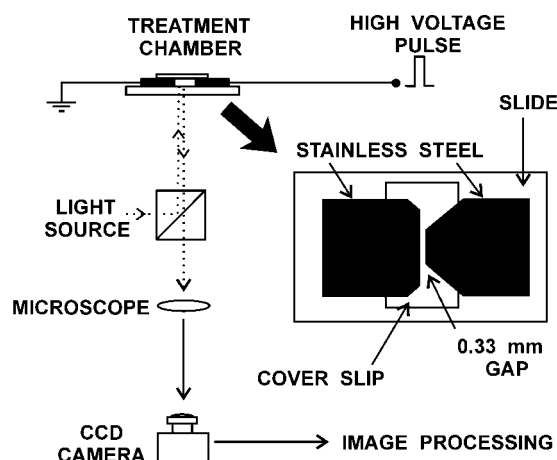 TREATMENT
CHAMBER
HIGH VOLTAGE
PULSE
SLIDE
STAINLESS STEEL
LIGHT
SOURCE
MICROSCOPE
0.33 mm
GAP
COVER SLIP
CCD
CAMERA
IMAGE PROCESSING